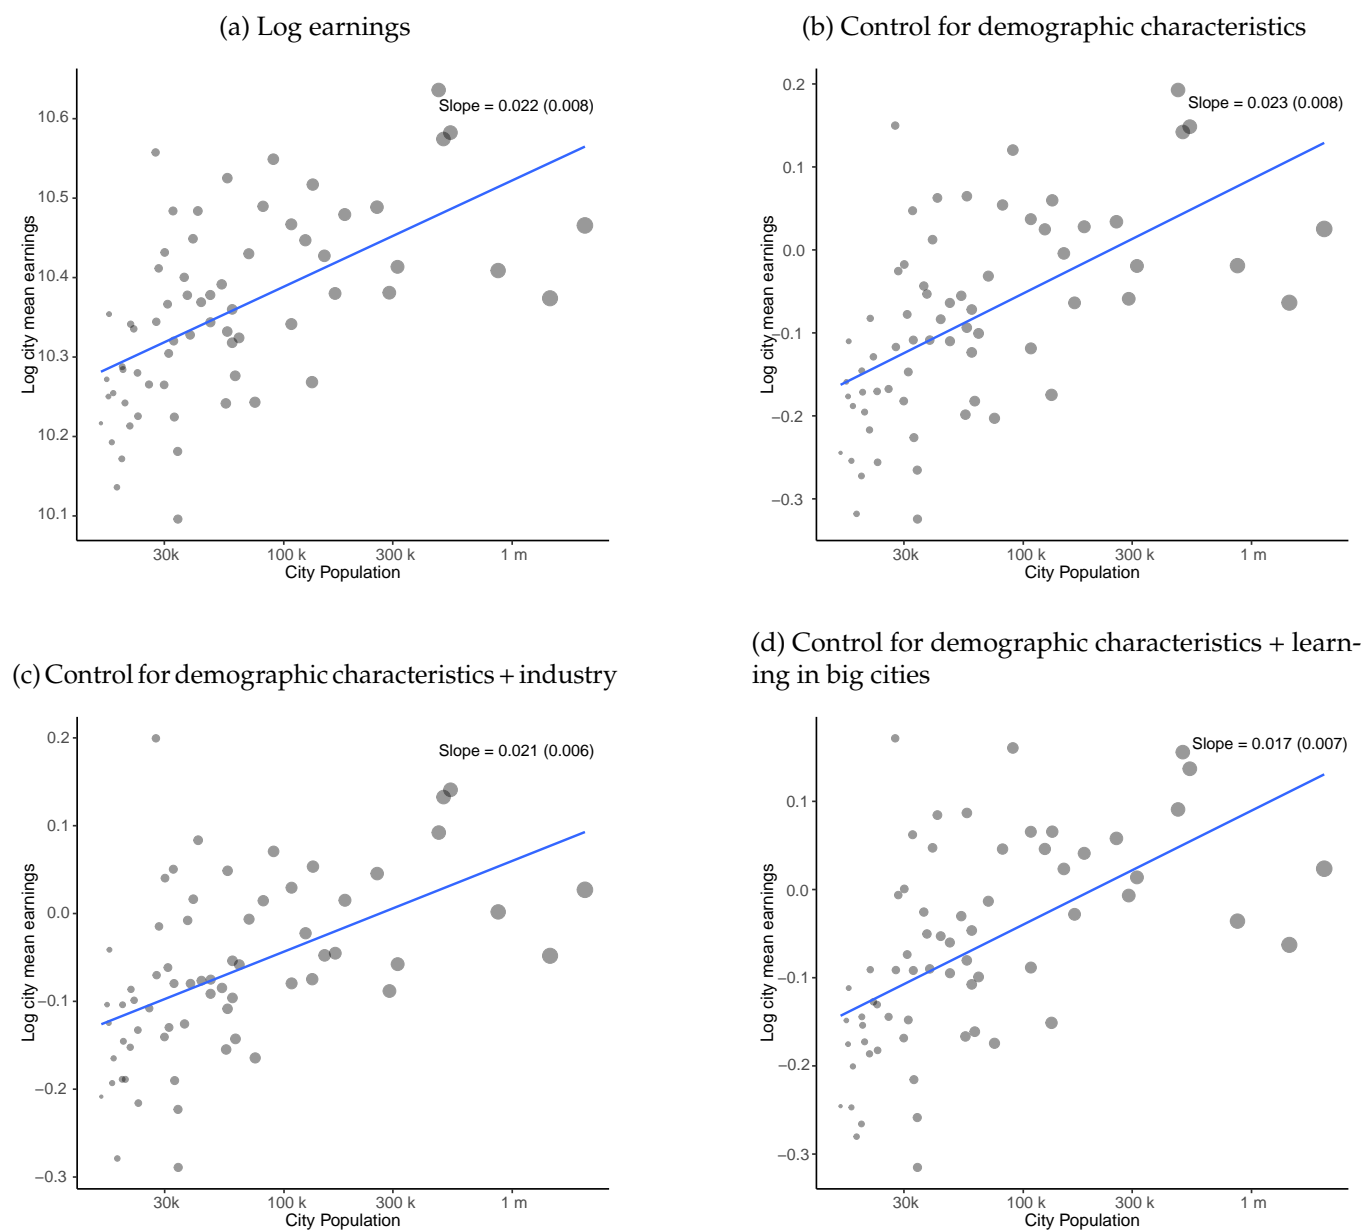 (a) Log earnings
Slope = 0.022 (0.008)
10.6
10.5
10.4
10.3
10.2
10.1
Log city mean earnings
30k
100 k
300 k
1 m
City Population
(b) Control for demographic characteristics
Slope = 0.023 (0.008)
0.2
0.1
0.0
−0.1
−0.2
−0.3
Log city mean earnings
30k
100 k
300 k
1 m
City Population
(c) Control for demographic characteristics + industry
Slope = 0.021 (0.006)
0.2
0.1
0.0
−0.1
−0.2
−0.3
Log city mean earnings
30k
100 k
300 k
1 m
City Population
(d) Control for demographic characteristics + learn-
ing in big cities
Slope = 0.017 (0.007)
0.1
0.0
−0.1
−0.2
−0.3
Log city mean earnings
30k
100 k
300 k
1 m
City Population